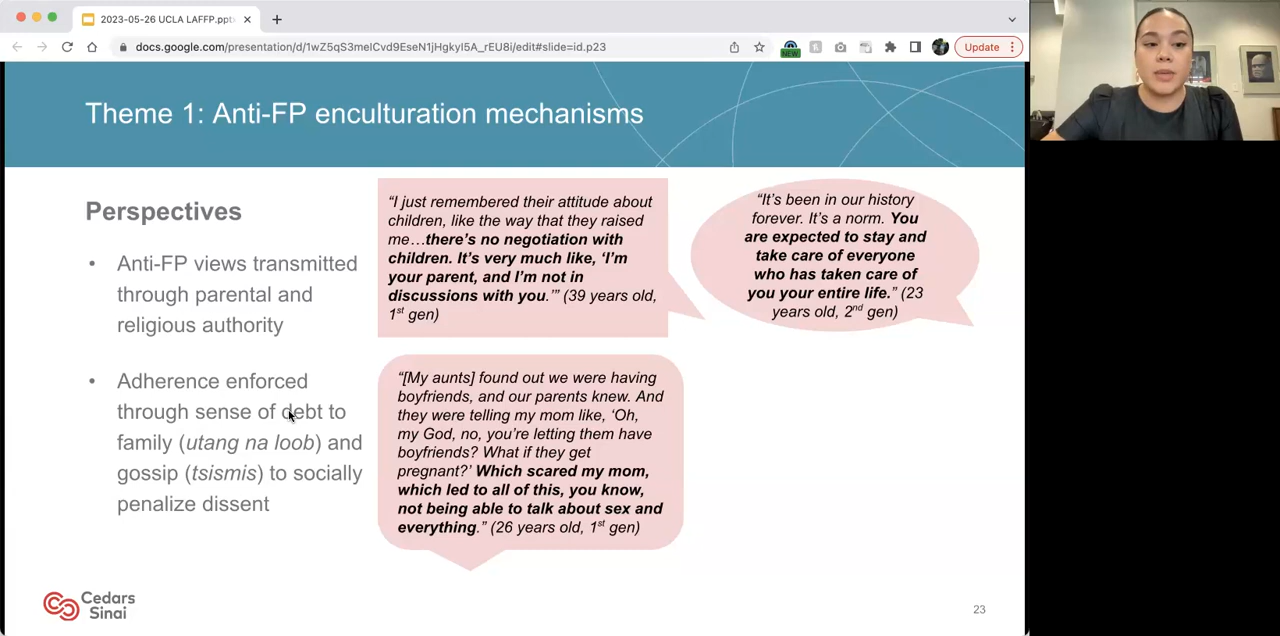 2023-05-26 UCLA LAFFP.ppt
docs.google.com/presentation/d/1wZ5qS3melCvd9EseN1jHgkyI5A_rEU8i/edit#slide=id.p23
NEW
Update
Theme 1: Anti-FP enculturation mechanisms
Perspectives
• Anti-FP views transmitted
through parental and
religious authority
• Adherence enforced
through sense of debt to
family (utang na loob) and
gossip (tsismis) to socially
penalize dissent
“I just remembered their attitude about
children, like the way that they raised
me…there’s no negotiation with
children. It’s very much like, ‘I’m
your parent, and I’m not in
discussions with you.’” (39 years old,
1st gen)
“It’s been in our history
forever. It’s a norm. You
are expected to stay and
take care of everyone
who has taken care of
you your entire life.” (23
years old, 2nd gen)
“[My aunts] found out we were having
boyfriends, and our parents knew. And
they were telling my mom like, ‘Oh,
my God, no, you’re letting them have
boyfriends? What if they get
pregnant?’ Which scared my mom,
which led to all of this, you know,
not being able to talk about sex and
everything.” (26 years old, 1st gen)
Cedars
Sinai
23